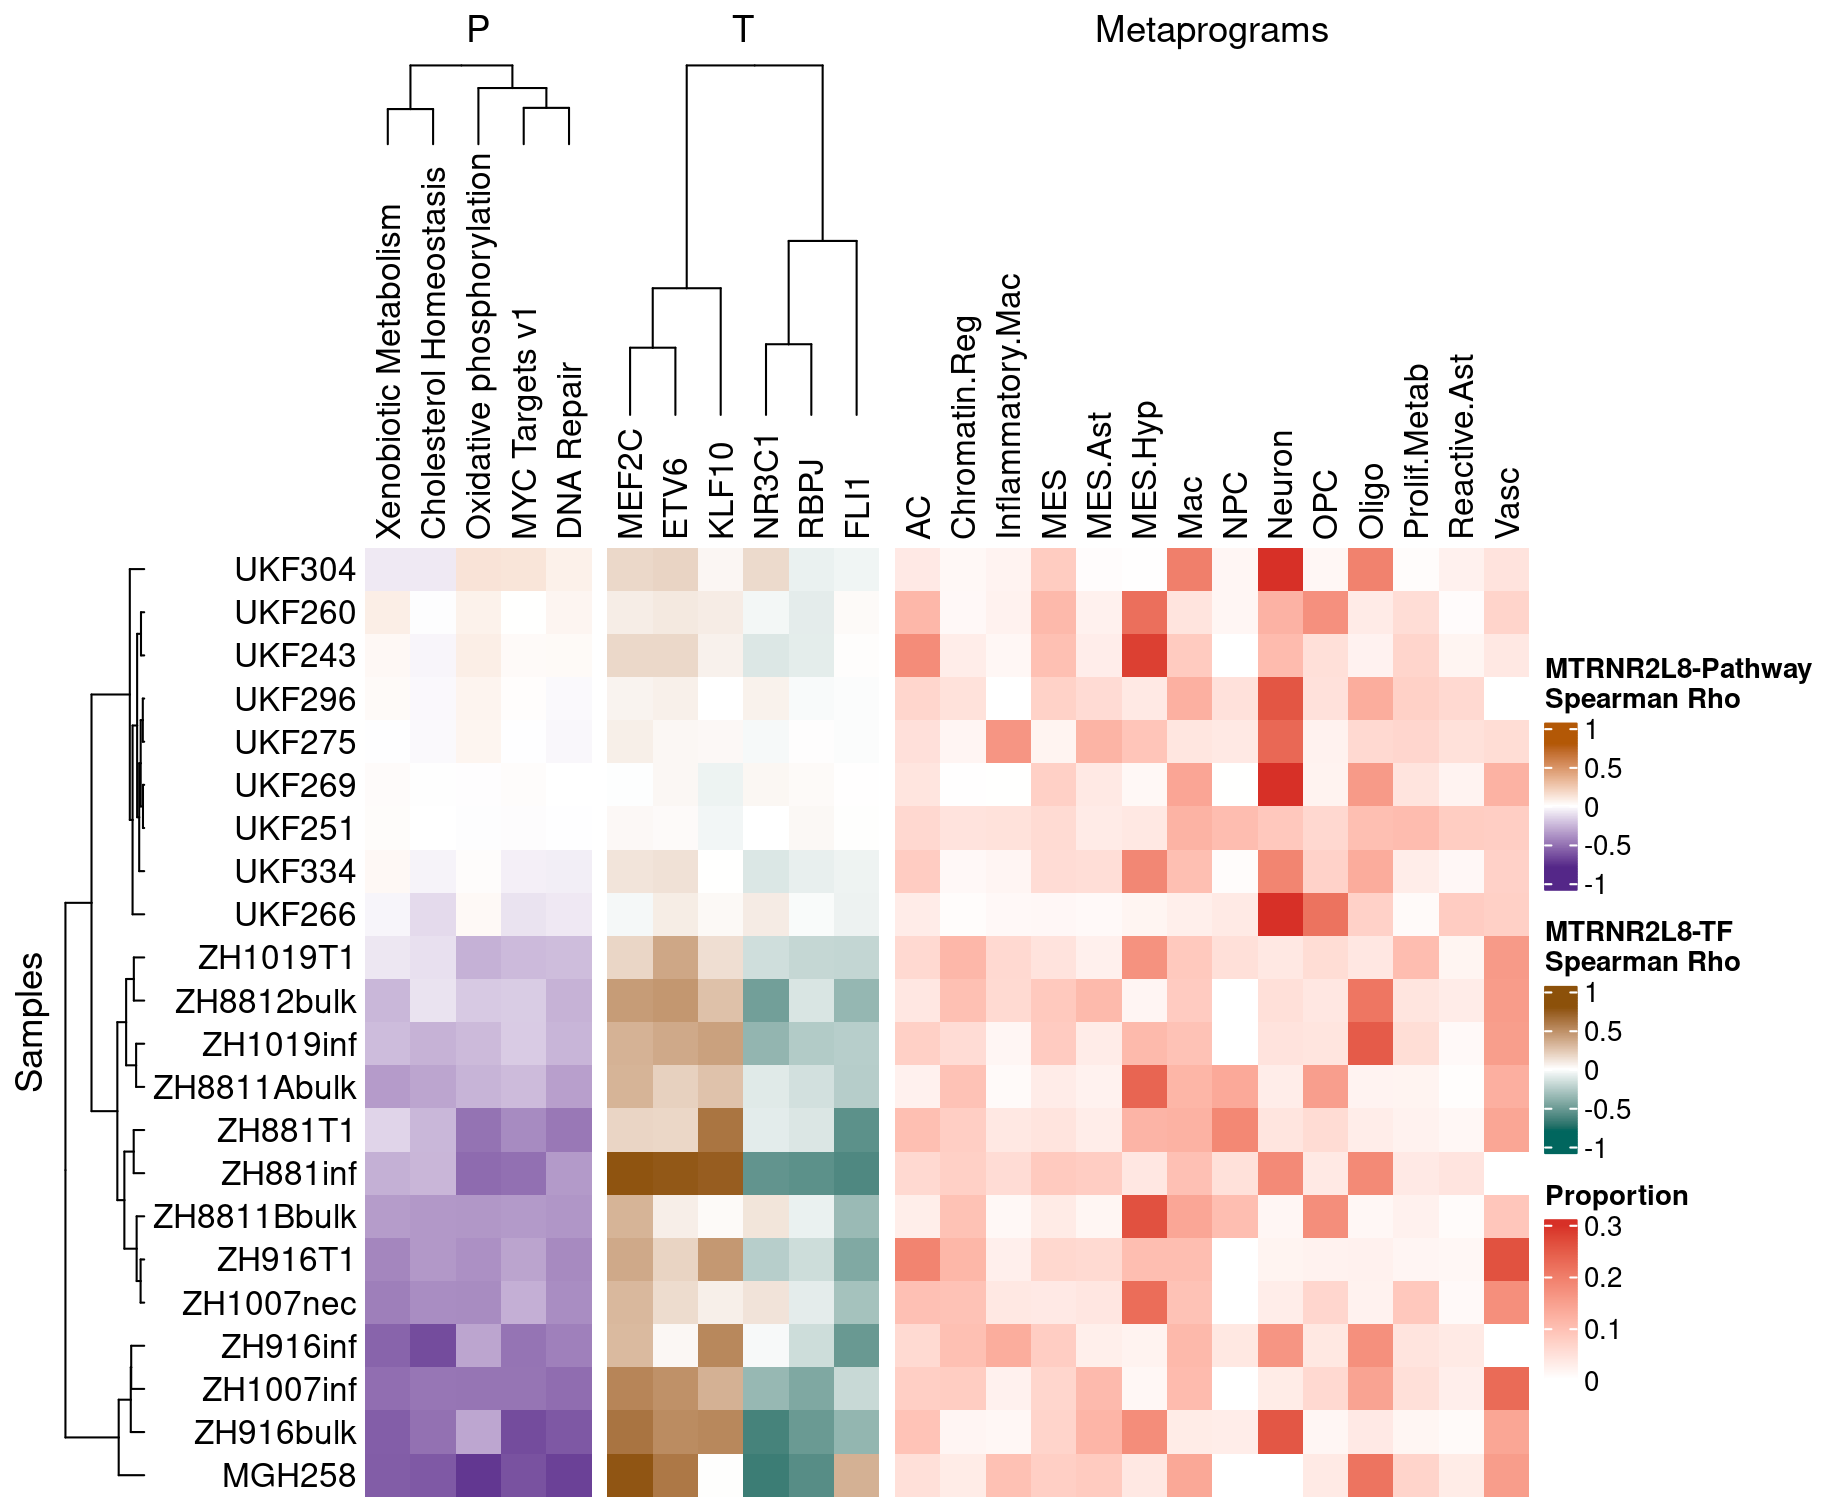 P
T
Metaprograms
Xenobiotic Metabolism
Cholesterol Homeostasis
Oxidative phosphorylation
MYC Targets v1
DNA Repair
MEF2C
ETV6
KLF10
NR3C1
RBPJ
FLI1
AC
Chromatin.Reg
Inflammatory.Mac
MES
MES.Ast
MES.Hyp
Mac
NPC
Neuron
OPC
Oligo
Prolif.Metab
Reactive.Ast
Vasc
Samples
UKF304
UKF260
UKF243
UKF296
UKF275
UKF269
UKF251
UKF334
UKF266
ZH1019T1
ZH8812bulk
ZH1019inf
ZH8811Abulk
ZH881T1
ZH881inf
ZH8811Bbulk
ZH916T1
ZH1007nec
ZH916inf
ZH1007inf
ZH916bulk
MGH258
MTRNR2L8-Pathway
Spearman Rho
1
0.5
0
-0.5
-1
MTRNR2L8-TF
Spearman Rho
1
0.5
0
-0.5
-1
Proportion
0.3
0.2
0.1
0